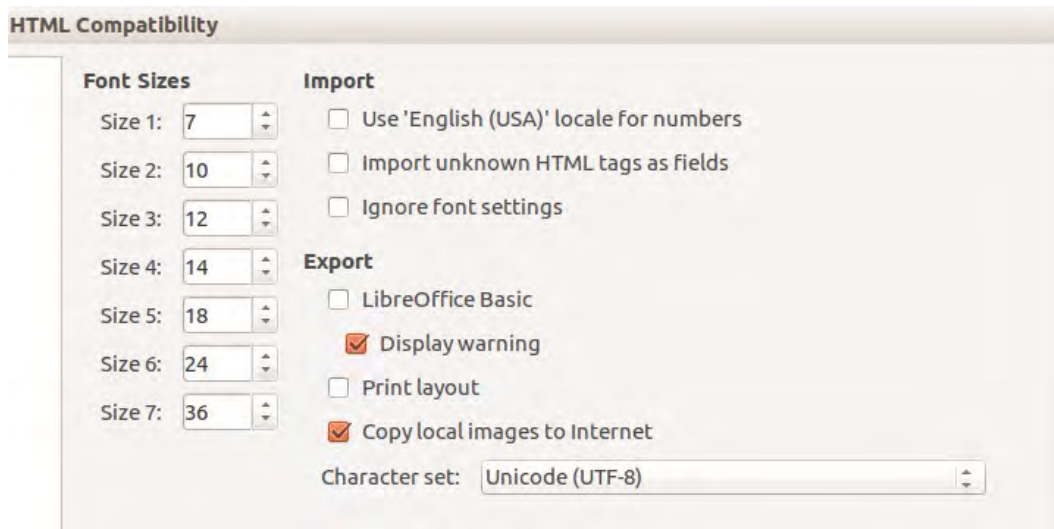 HTML Compatibility
Font Sizes
Size 1: 7
Size 2: 10
Size 3: 12
Size 4: 14
Size 5: 18
Size 6: 24
Size 7: 36
Import
Use 'English (USA)' locale for numbers
Import unknown HTML tags as fields
Ignore font settings
Export
LibreOffice Basic
Display warning
Print layout
Copy local images to Internet
Character set: Unicode (UTF-8)